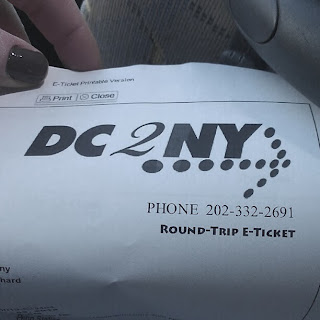 E-Ticket Printable Version
Print Close
DC2NY
PHONE 202-332-2691
ROUND-TRIP E-TICKET
ny
hard